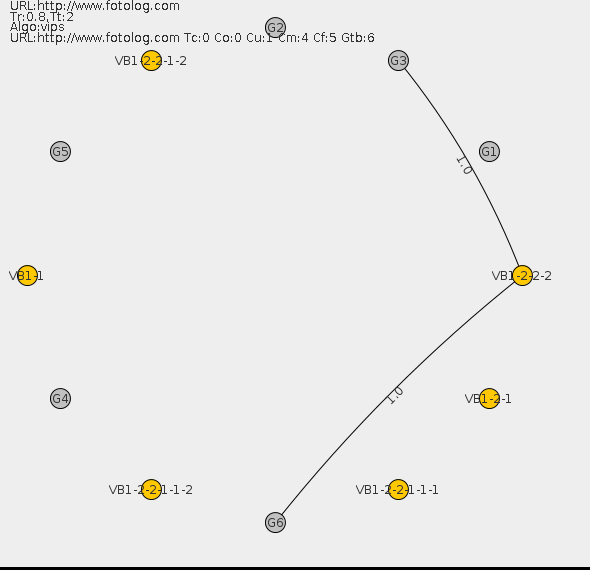 URL:http://www.fotolog.com
Tr:0.8,Tt:2
Algo:vips
G2
URL:http://www.fotolog.com Tc:0 Co:0 Cu:1 Cm:4 Cf:5 Gtb:6
VB1-2-2-1-2
G3
G5
G1
1.0
VB1-1
VB1-2-2-2
1.0
G4
VB1-2-1
VB1-2-2-1-1-2
VB1-2-2-1-1-1
G6